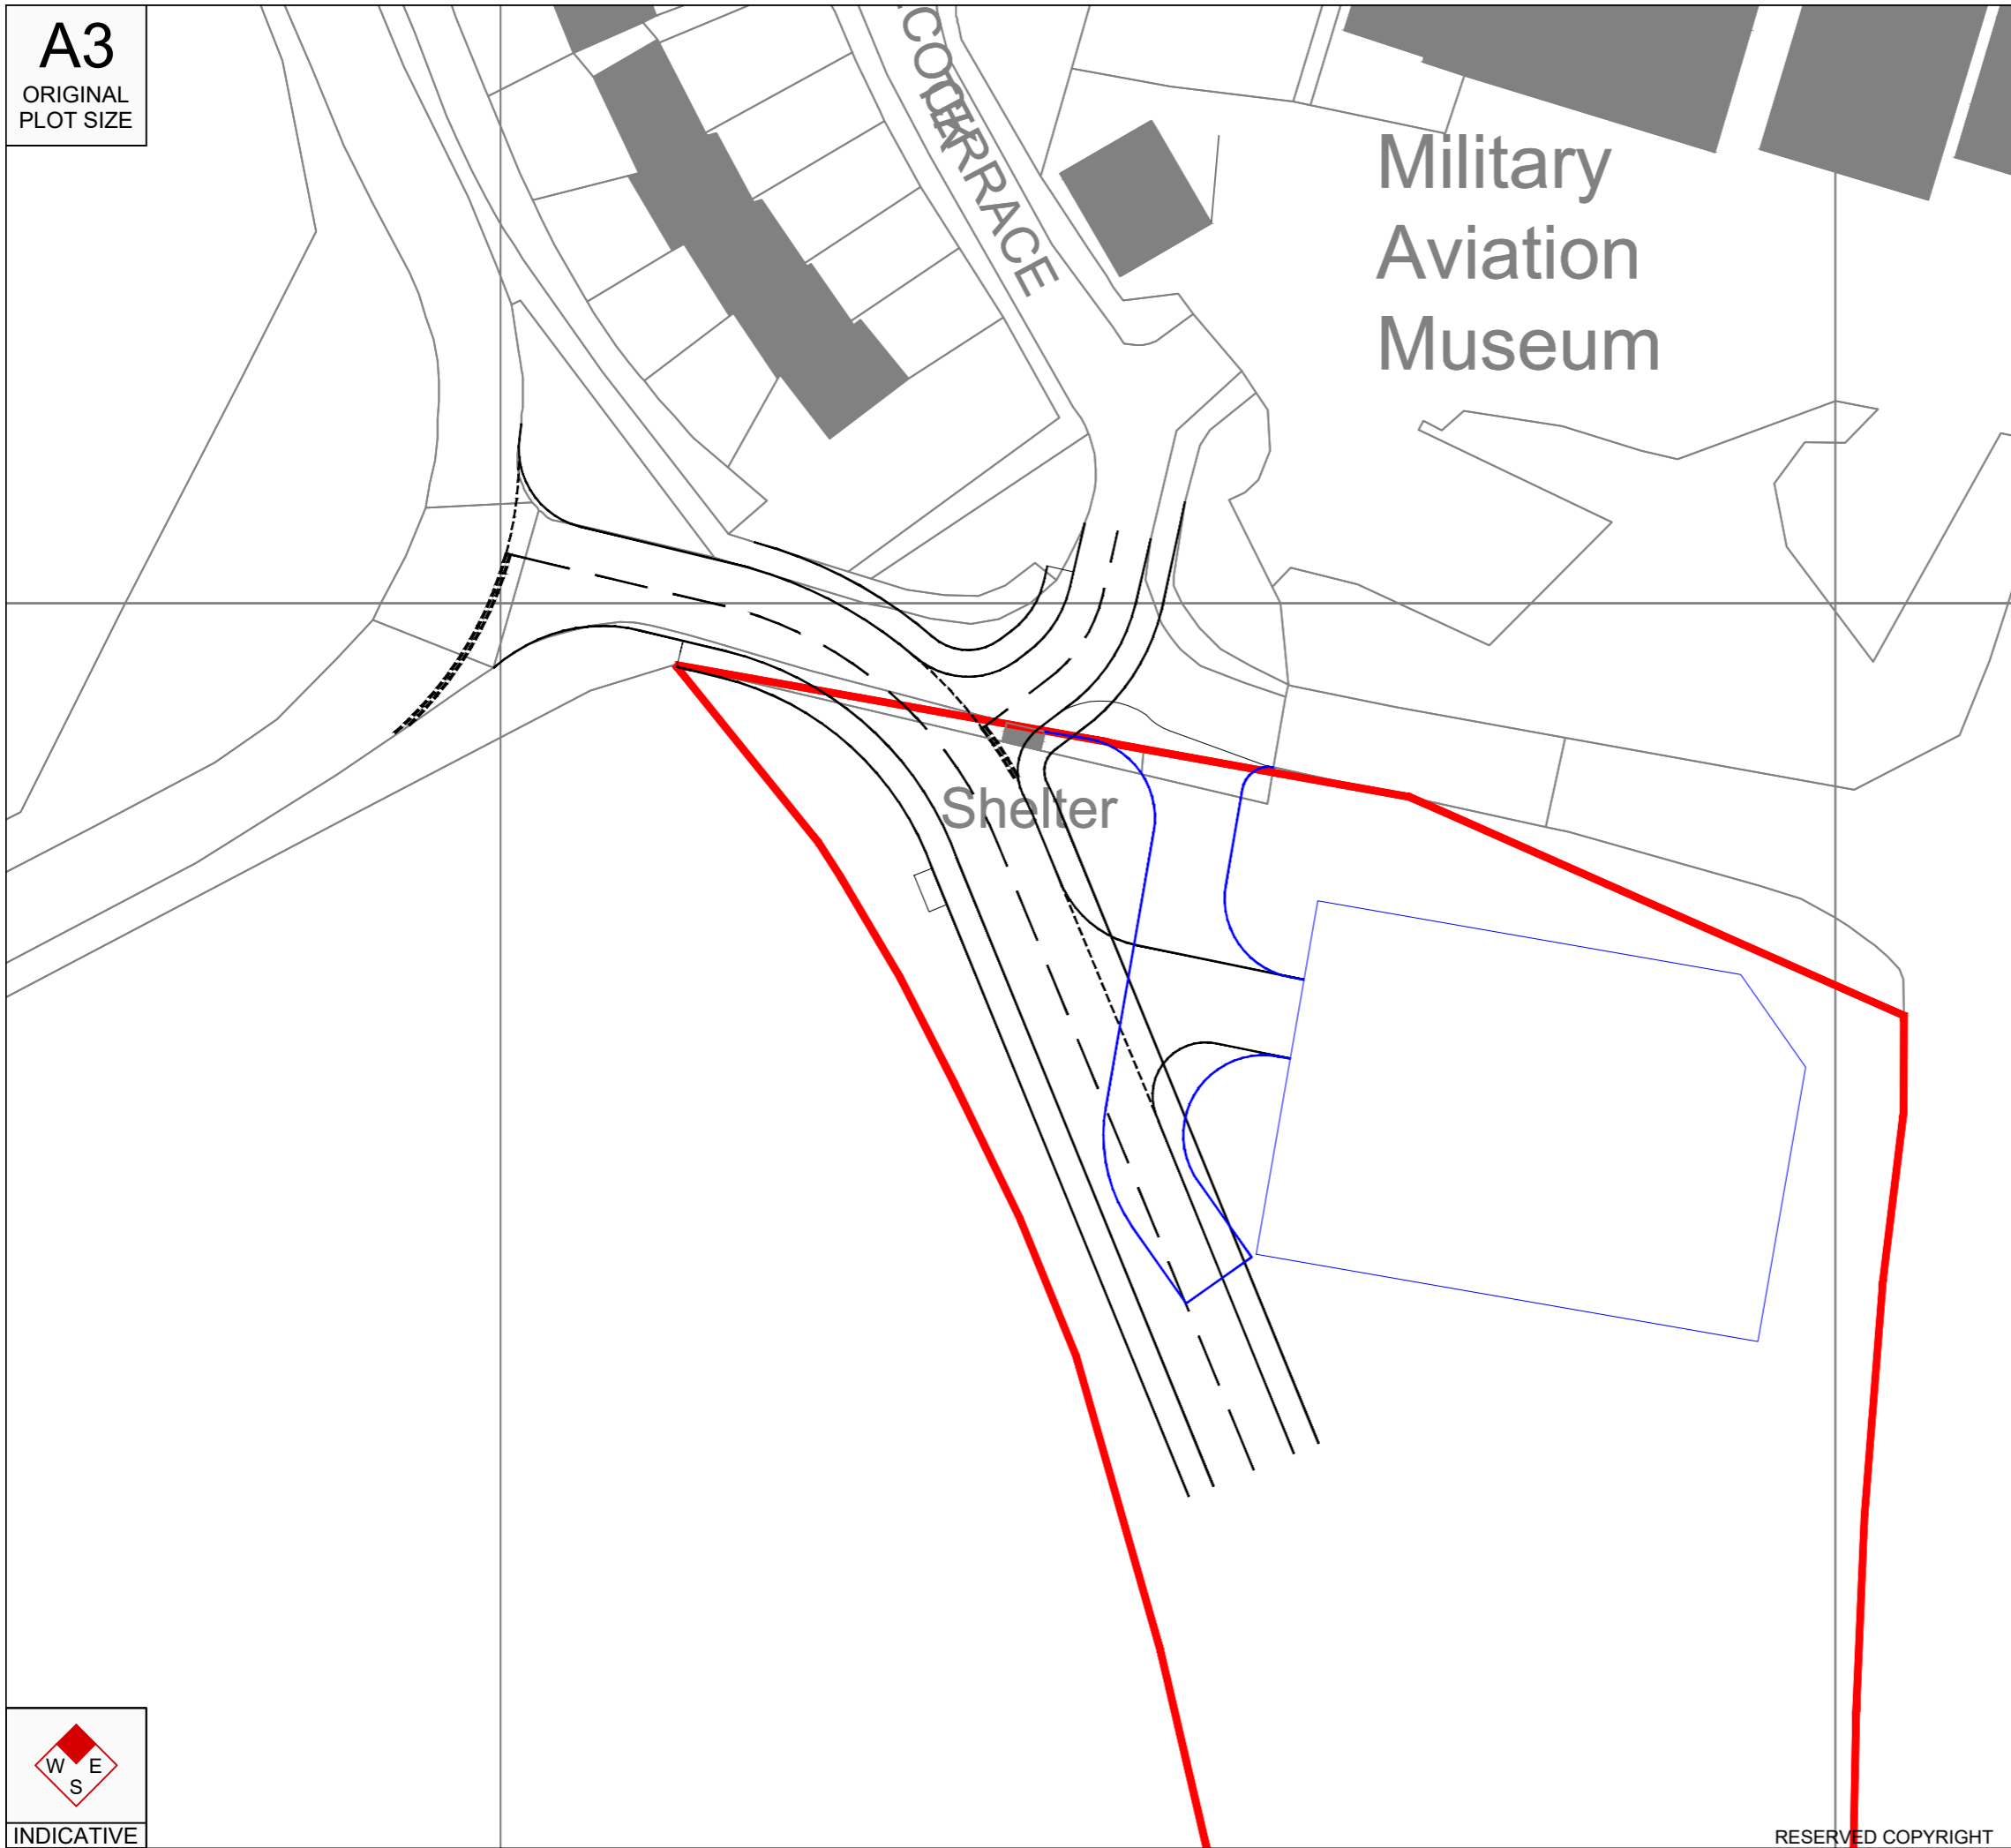 A3
ORIGINAL
PLOT SIZE
TERRACE
Military
Aviation
Museum
Shelter
W E
S
INDICATIVE
RESERVED COPYRIGHT